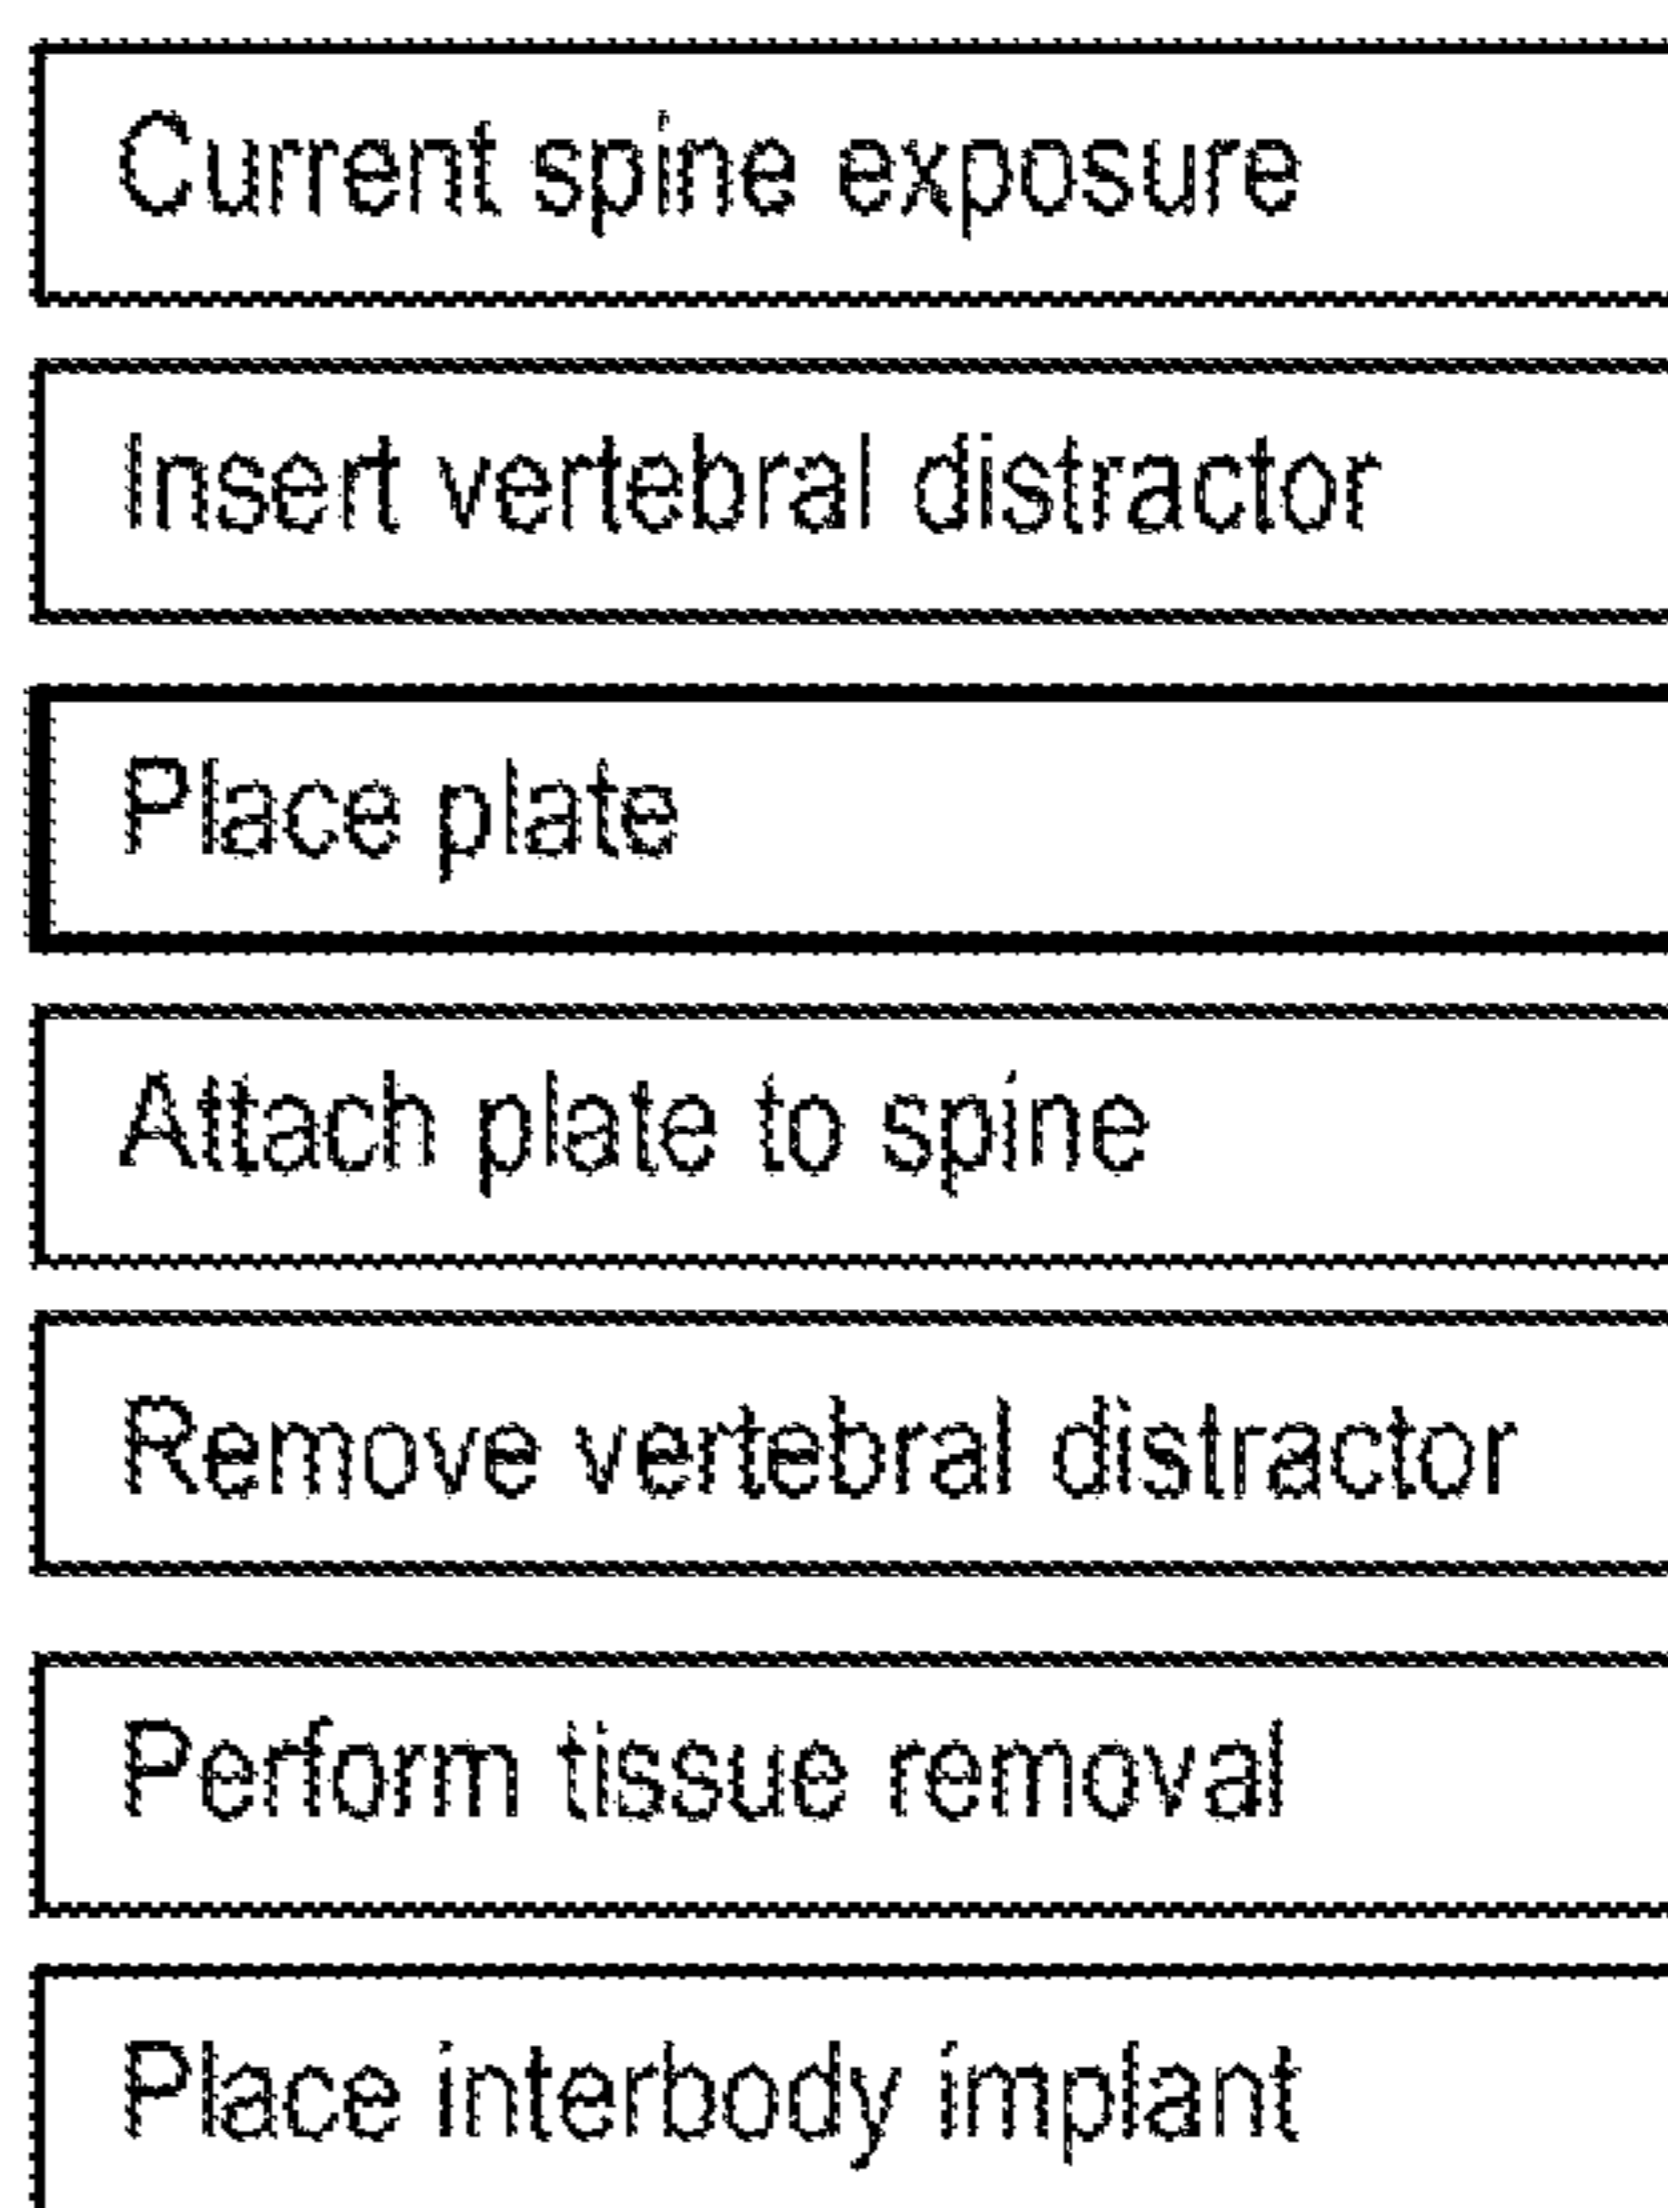 Current spine exposure
Insert vertebral distractor
Place plate
Attach plate to spine
Remove vertebral distractor
Perform tissue removal
Place interbody implant